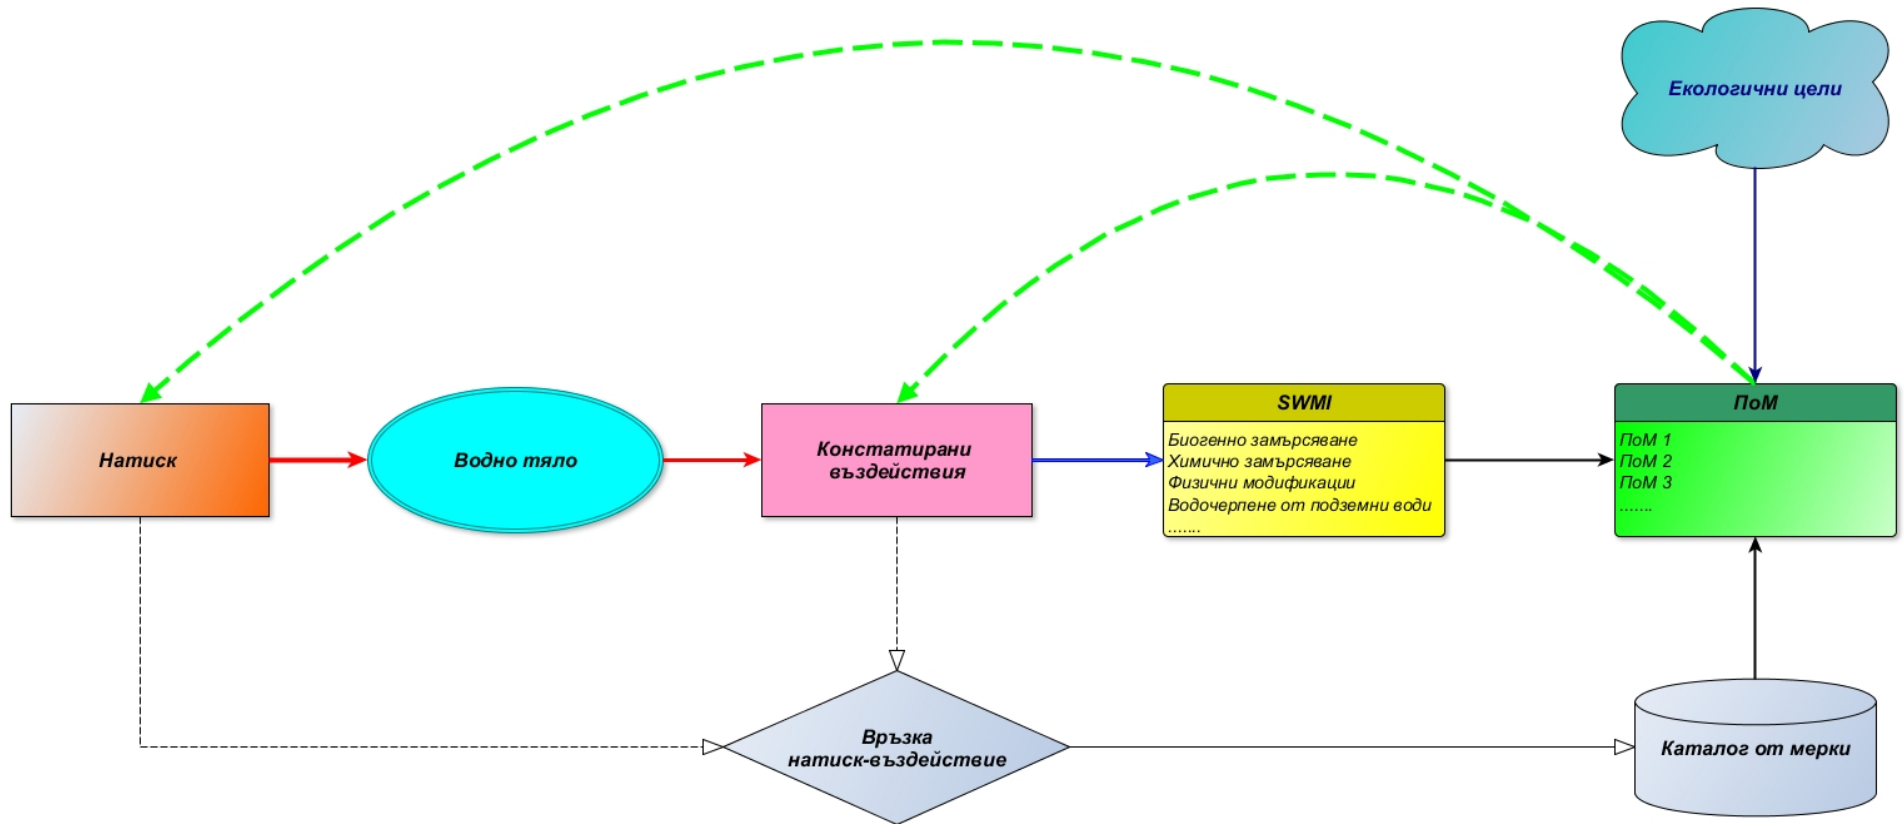 Екологични цели
Натиск
Водно тяло
Констатирани
въздействия
SWMI
Биогенно замърсяване
Химично замърсяване
Физични модификации
Водочерпене от подземни води
.......
ПоМ
ПоМ 1
ПоМ 2
ПоМ 3
.......
Връзка
натиск-въздействие
Каталог от мерки